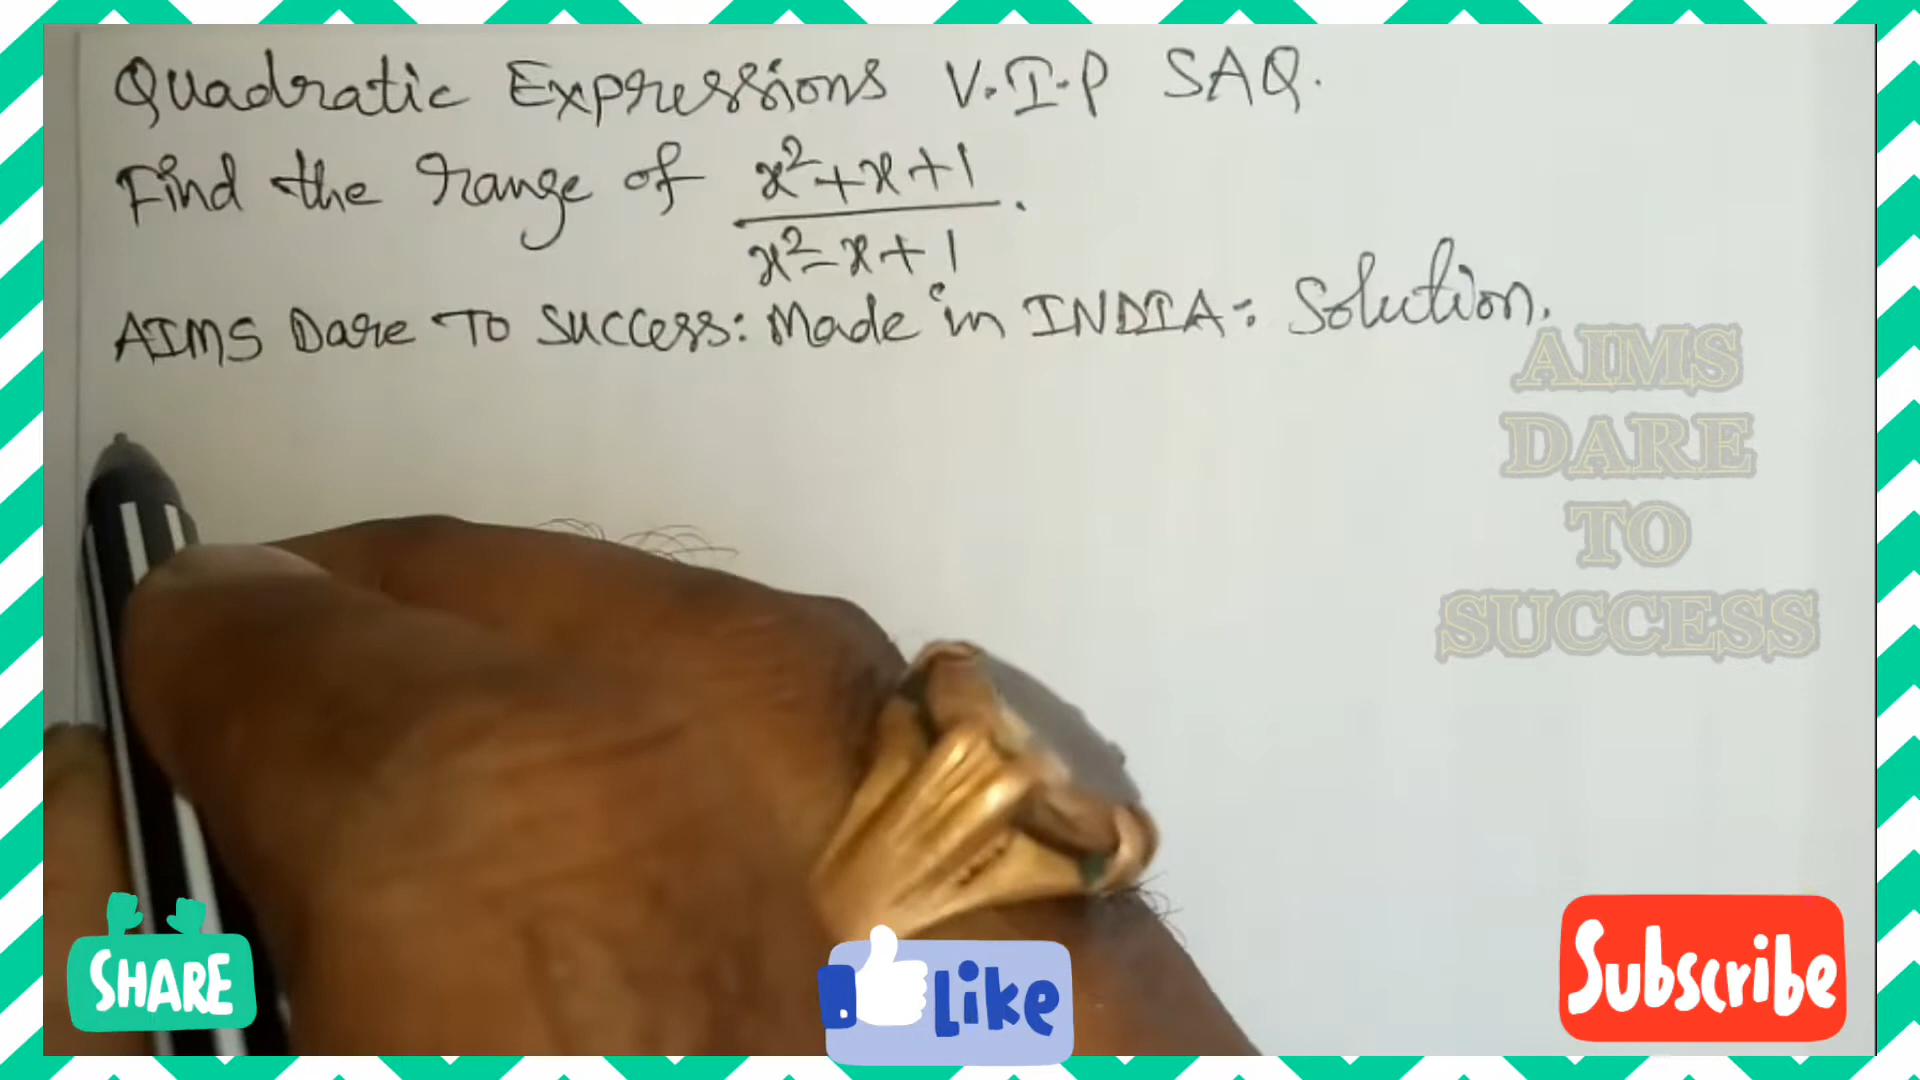 Quadratic Expressions V.I.P SAQ.
Find the range of x²+x+1 / x²-x+1 .
AIMS Dare To Success: Made in INDIA: Solution.
AIMS
DARE
TO
SUCCESS
SHARE
Like
Subscribe